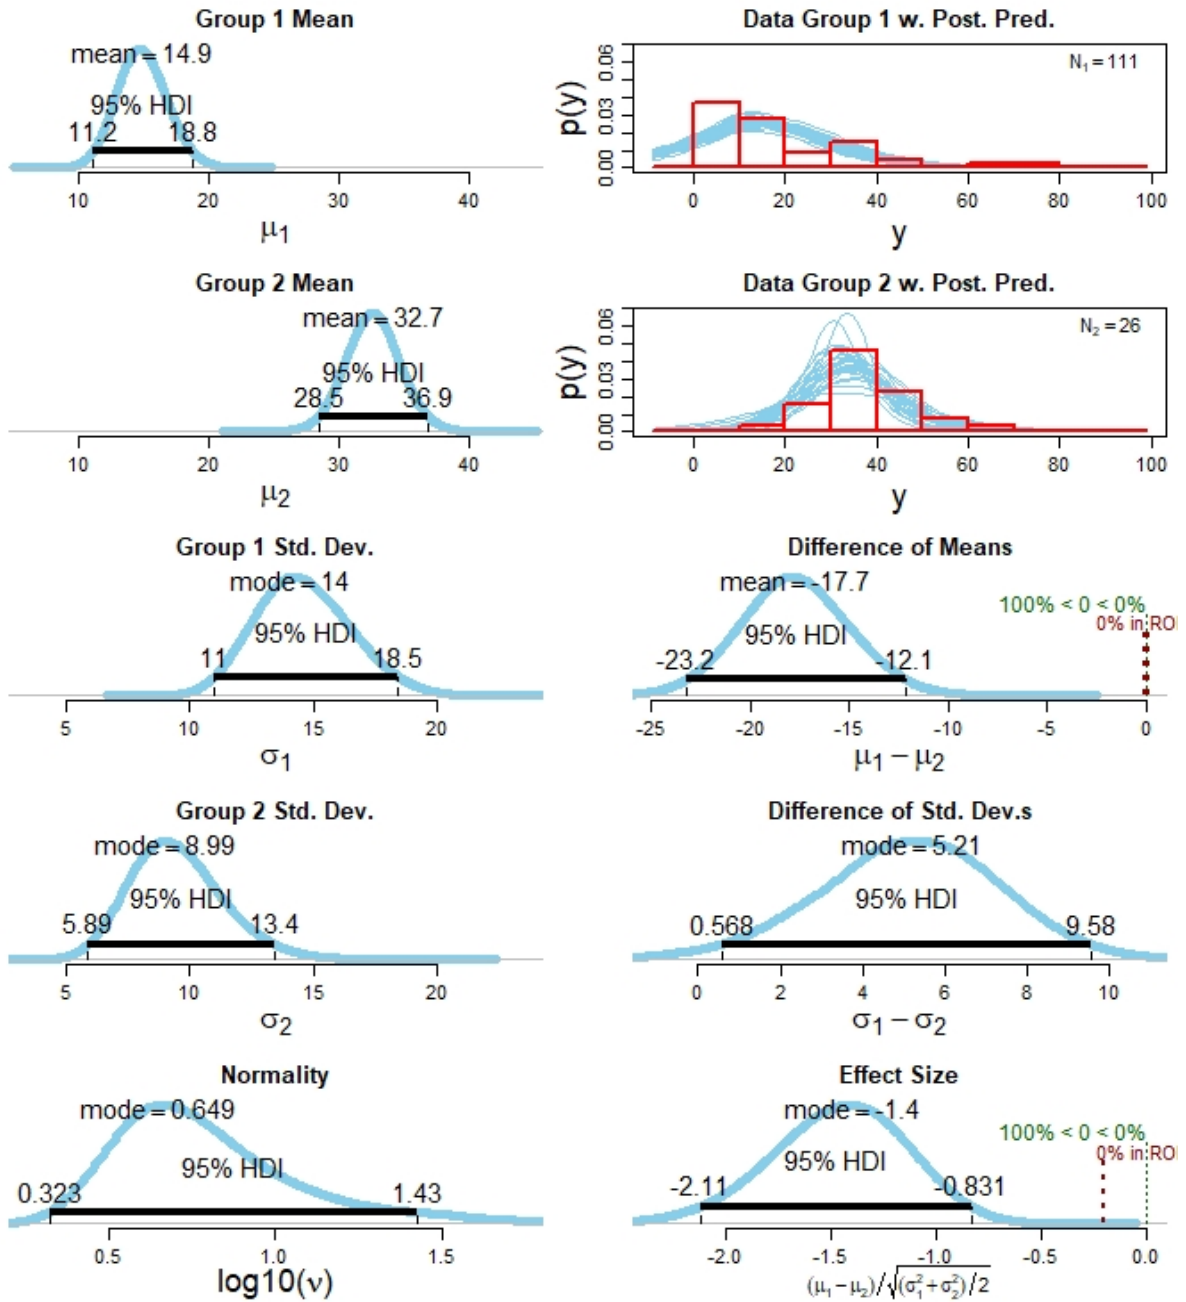 Group 1 Mean
mean = 14.9
95% HDI
11.2 18.8
10 20 30 40
μ1
Data Group 1 w. Post. Pred.
N1 = 111
p(y)
0.00 0.03 0.06
0 20 40 60 80 100
y
Group 2 Mean
mean = 32.7
95% HDI
28.5 36.9
10 20 30 40
μ2
Data Group 2 w. Post. Pred.
N2 = 26
p(y)
0.00 0.03 0.06
0 20 40 60 80 100
y
Group 1 Std. Dev.
mode = 14
95% HDI
11 18.5
5 10 15 20
σ1
Difference of Means
mean = -17.7
100% < 0 < 0%
0% in ROI
95% HDI
-23.2 -12.1
-25 -20 -15 -10 -5 0
μ1 − μ2
Group 2 Std. Dev.
mode = 8.99
95% HDI
5.89 13.4
5 10 15 20
σ2
Difference of Std. Dev.s
mode = 5.21
95% HDI
0.568 9.58
0 2 4 6 8 10
σ1 − σ2
Normality
mode = 0.649
95% HDI
0.323 1.43
0.5 1.0 1.5
log10(ν)
Effect Size
mode = -1.4
100% < 0 < 0%
0% in ROI
95% HDI
-2.11 -0.831
-2.0 -1.5 -1.0 -0.5 0.0
(μ1 − μ2)/√(σ1² + σ2²)/2